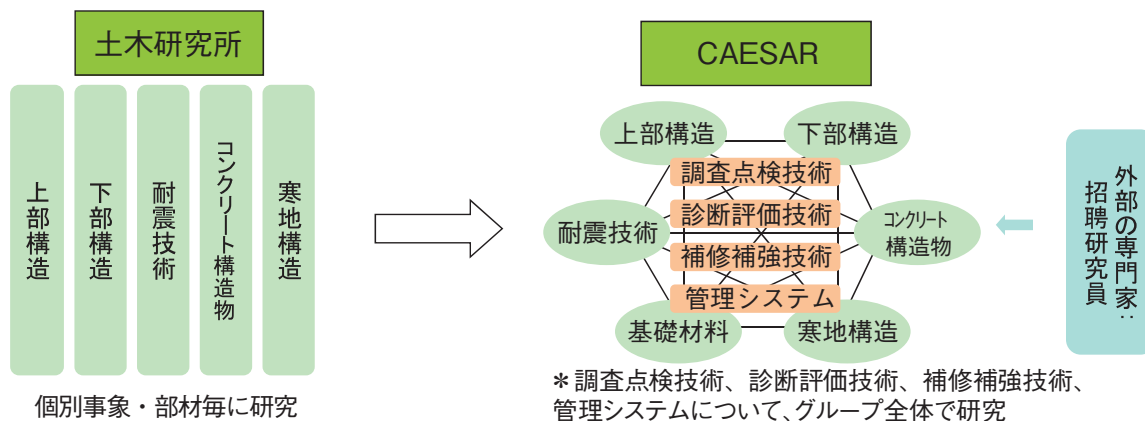 土木研究所
上部構造
下部構造
耐震技術
コンクリート構造物
寒地構造
個別事象・部材毎に研究
CAESAR
上部構造
下部構造
調査点検技術
診断評価技術
耐震技術
コンクリート
構造物
補修補強技術
管理システム
基礎材料
寒地構造
外部の専門家:
招聘研究員
＊調査点検技術、診断評価技術、補修補強技術、
管理システムについて、グループ全体で研究